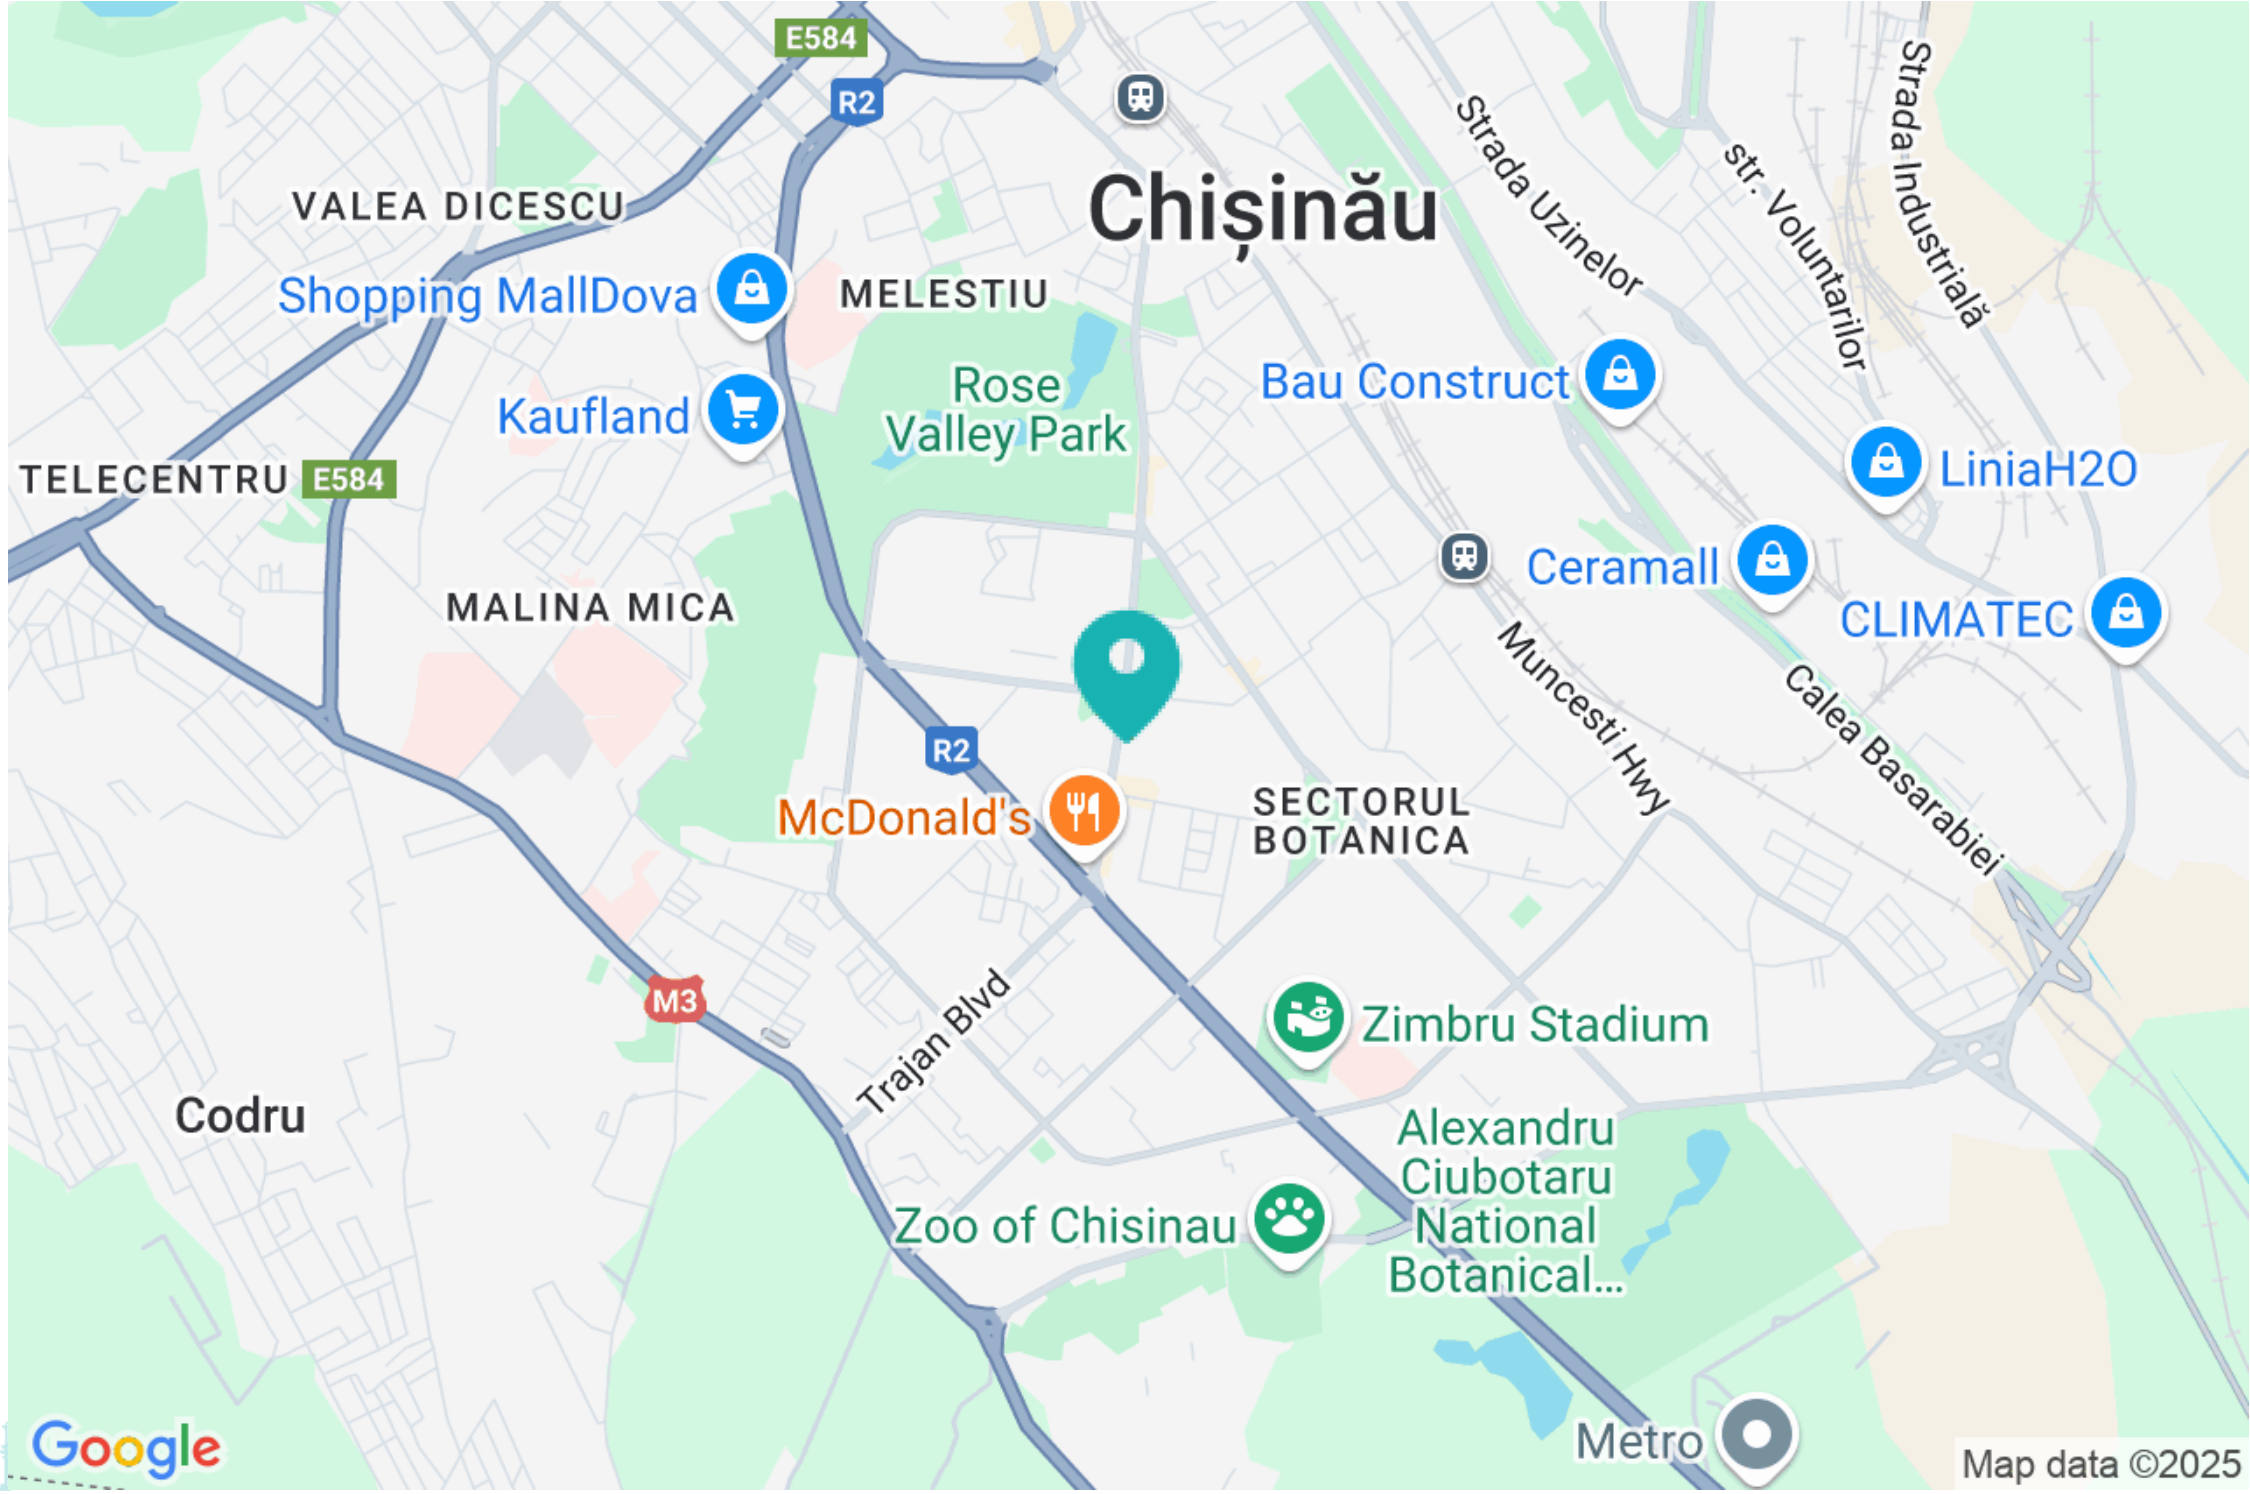 E584
R2
Chișinău
Strada Uzinelor
str. Voluntarilor
Strada Industrială
VALEA DICESCU
Shopping MallDova
MELESTIU
Rose
Valley Park
Kaufland
Bau Construct
LiniaH2O
TELECENTRU
E584
Ceramall
CLIMATEC
MALINA MICA
Muncesti Hwy
Calea Basarabiei
R2
McDonald's
SECTORUL
BOTANICA
M3
Trajan Blvd
Zimbru Stadium
Codru
Alexandru
Ciubotaru
National
Botanical...
Zoo of Chisinau
Metro
Google
Map data ©2025